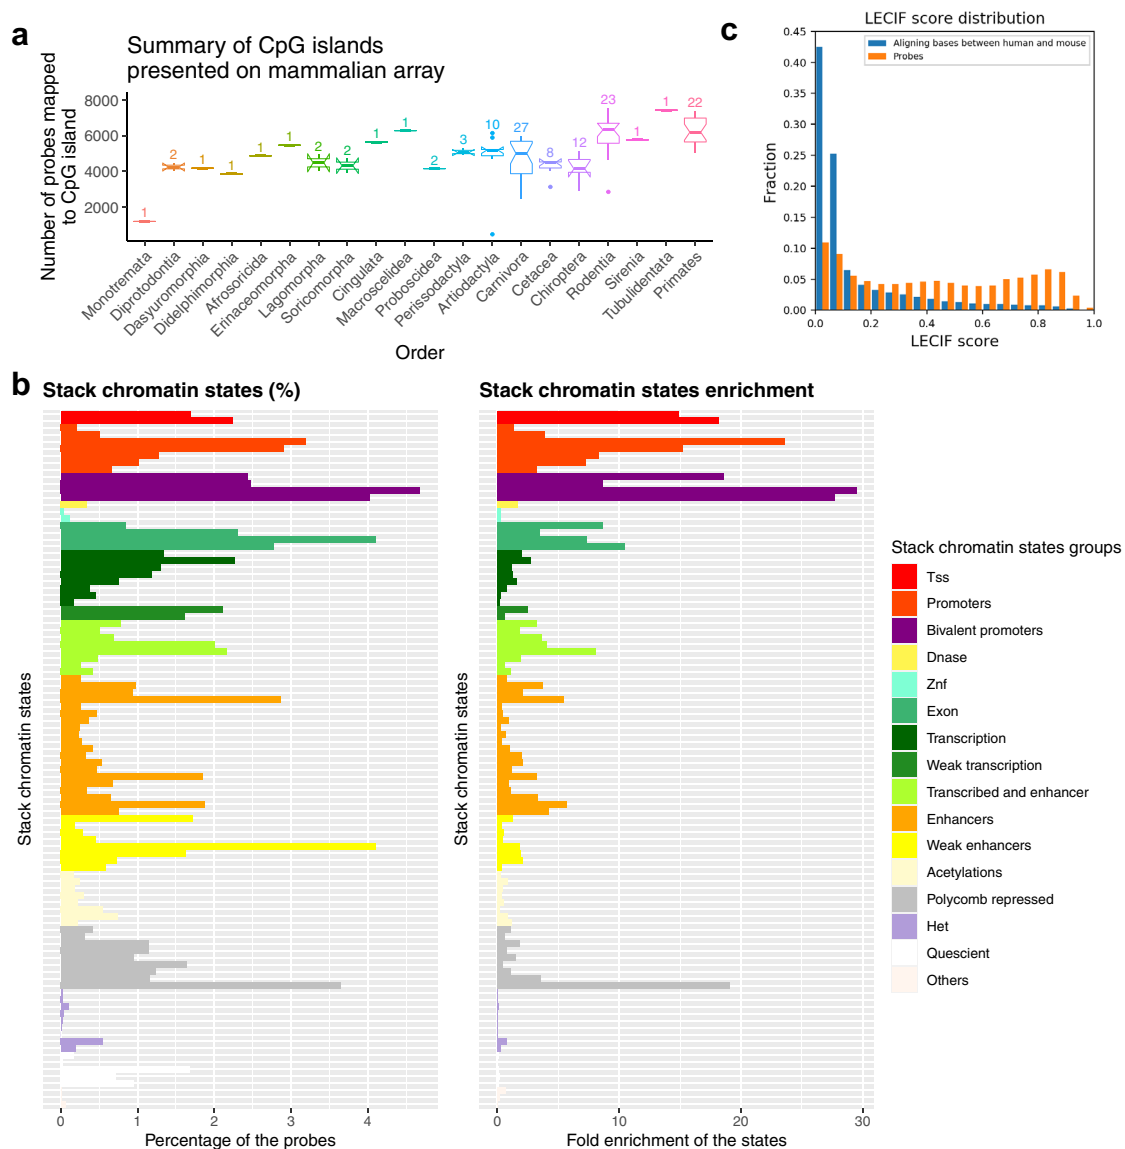 a
Summary of CpG islands
presented on mammalian array
Number of probes mapped
to CpG island
8000
6000
4000
2000
1
2
1
1
1
1
2
2
1
1
2
3
10
27
8
12
23
1
1
22
Monotremata
Diprotodontia
Dasyuromorphia
Didelphimorphia
Afrosoricida
Erinaceomorpha
Lagomorpha
Soricomorpha
Cingulata
Macroscelidea
Proboscidea
Perissodactyla
Artiodactyla
Carnivora
Cetacea
Chiroptera
Rodentia
Sirenia
Tubulidentata
Primates
Order
c
LECIF score distribution
Aligning bases between human and mouse
Probes
Fraction
0.45
0.40
0.35
0.30
0.25
0.20
0.15
0.10
0.05
0.00
0.0
0.2
0.4
0.6
0.8
1.0
LECIF score
b
Stack chromatin states (%)
Stack chromatin states
0
1
2
3
4
Percentage of the probes
Stack chromatin states enrichment
Stack chromatin states
0
10
20
30
Fold enrichment of the states
Stack chromatin states groups
Tss
Promoters
Bivalent promoters
Dnase
Znf
Exon
Transcription
Weak transcription
Transcribed and enhancer
Enhancers
Weak enhancers
Acetylations
Polycomb repressed
Het
Quescient
Others